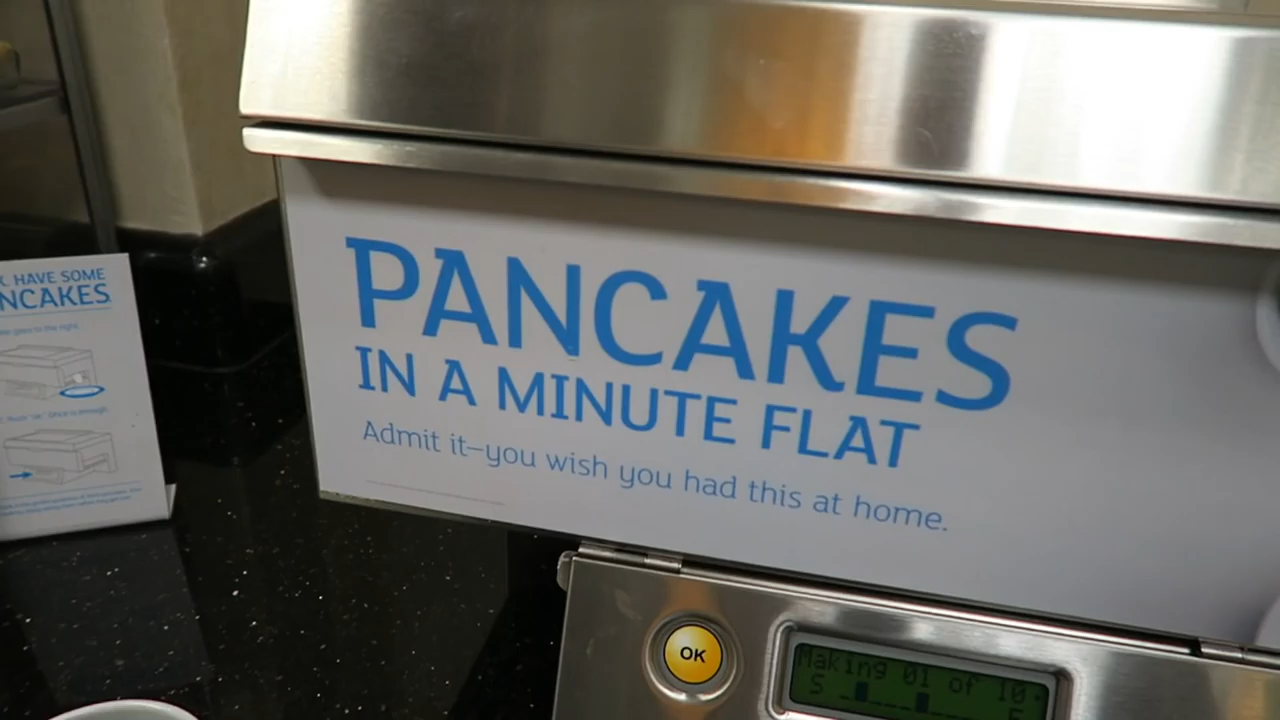 HAVE SOME
NCAKES
PANCAKES
IN A MINUTE FLAT
Admit it–you wish you had this at home.
OK
Making 01 of 10
S